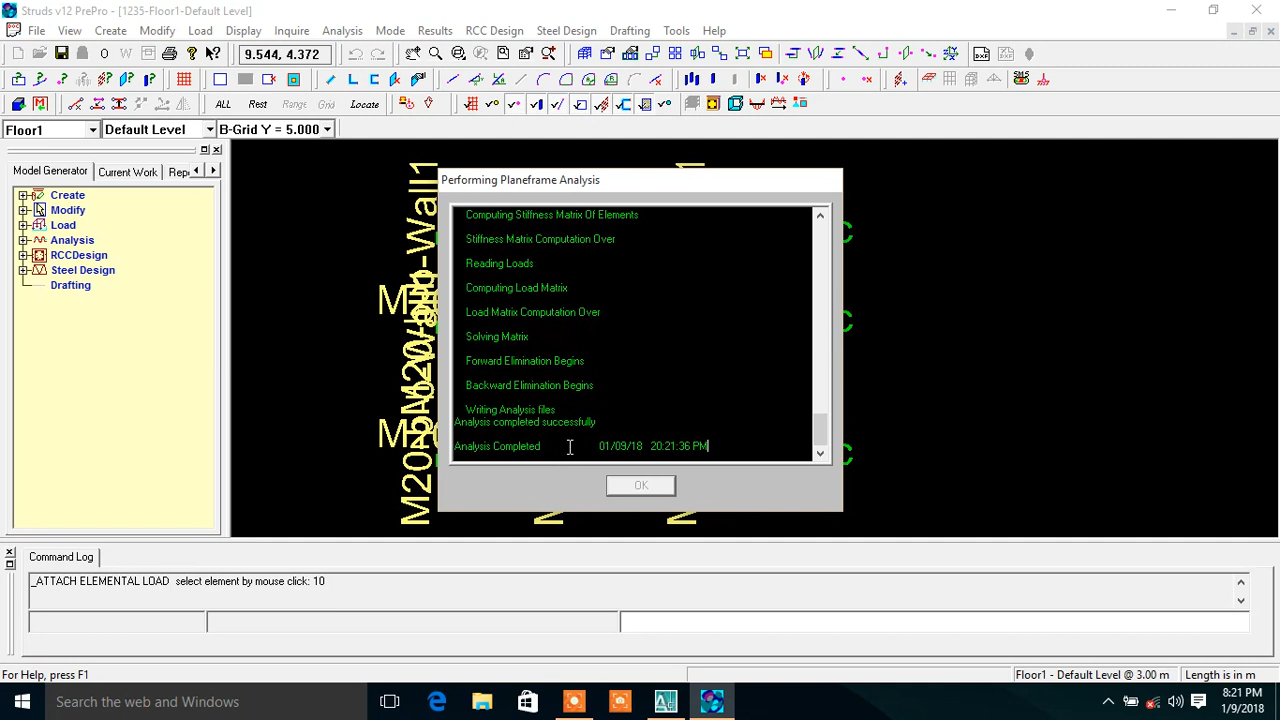 Struds v12 PrePro - [1235-Floor1-Default Level]
File View Create Modify Load Display Inquire Analysis Mode Results RCC Design Steel Design Drafting Tools Help
9.544, 4.372
ALL Rest Range Grid Locate
Floor1 Default Level B-Grid Y = 5.000
Model Generator Current Work Rep
Create
Modify
Load
Analysis
RCCDesign
Steel Design
Drafting
Performing Planeframe Analysis
Computing Stiffness Matrix Of Elements
Stiffness Matrix Computation Over
Reading Loads
Computing Load Matrix
Load Matrix Computation Over
Solving Matrix
Forward Elimination Begins
Backward Elimination Begins
Writing Analysis files
Analysis completed successfully
Analysis Completed 01/09/18 20:21:36 PM
OK
Command Log
_ATTACH ELEMENTAL LOAD select element by mouse click: 10
For Help, press F1
Floor1 - Default Level @ 3.00 m
Length is in m
Search the web and Windows
8:21 PM
1/9/2018